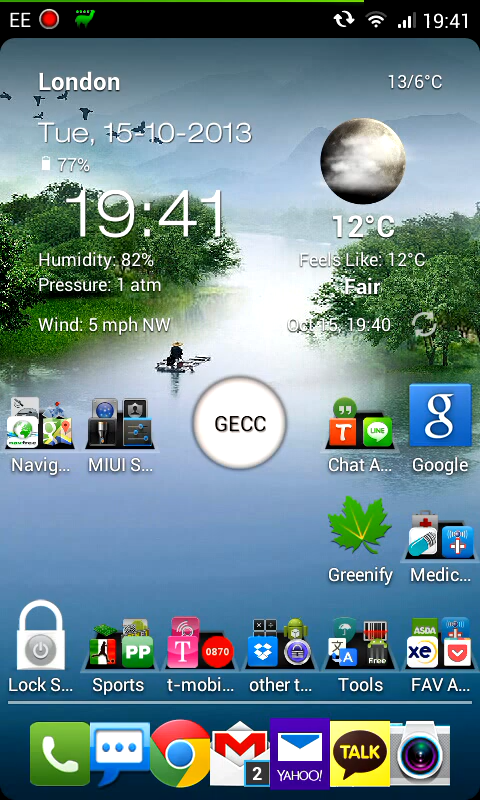 EE 19:41
London 13/6°C
Tue, 15-10-2013
77%
19:41
12°C
Humidity: 82% Feels Like: 12°C
Pressure: 1 atm Fair
Wind: 5 mph NW Oct 15, 19:40
GECC
navfree T LINE g
Navig... MIUI S... Chat A... Google
Greenify Medic...
PP T 0870 A Free ASDA xe
Lock S... Sports t-mobi... other t... Tools FAV A...
2 YAHOO! TALK